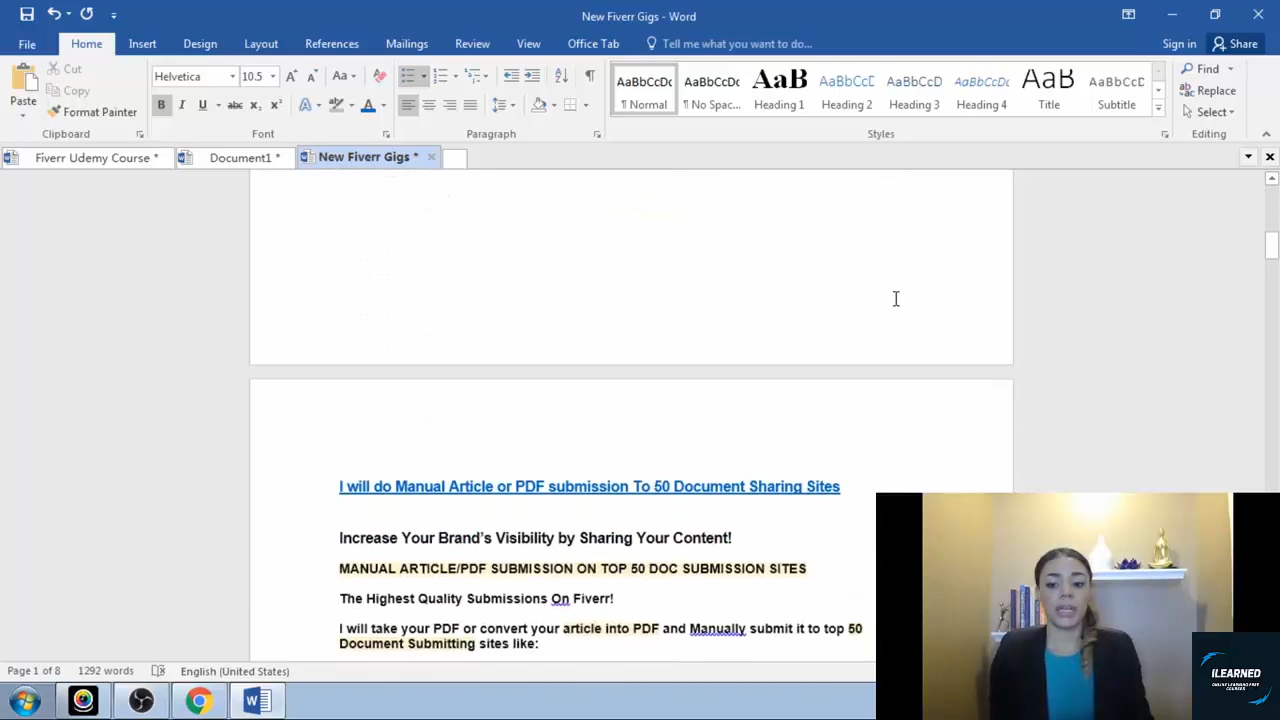 New Fiverr Gigs - Word
File Home Insert Design Layout References Mailings Review View Office Tab Tell me what you want to do... Sign in Share
Paste
Cut
Copy
Format Painter
Helvetica 10.5
AaBbCcDc AaBbCcDc AaB AaBbCcD AaBbCcD AaBbCcD AaB AaBbCcD
¶ Normal ¶ No Spac... Heading 1 Heading 2 Heading 3 Heading 4 Title Subtitle
Find
Replace
Select
Clipboard Font Paragraph Styles Editing
Fiverr Udemy Course * Document1 * New Fiverr Gigs *
I will do Manual Article or PDF submission To 50 Document Sharing Sites
Increase Your Brand's Visibility by Sharing Your Content!
MANUAL ARTICLE/PDF SUBMISSION ON TOP 50 DOC SUBMISSION SITES
The Highest Quality Submissions On Fiverr!
I will take your PDF or convert your article into PDF and Manually submit it to top 50
Document Submitting sites like:
Page 1 of 8 1292 words English (United States)
ILEARNED
ONLINE LEARNING FREE
COURSES